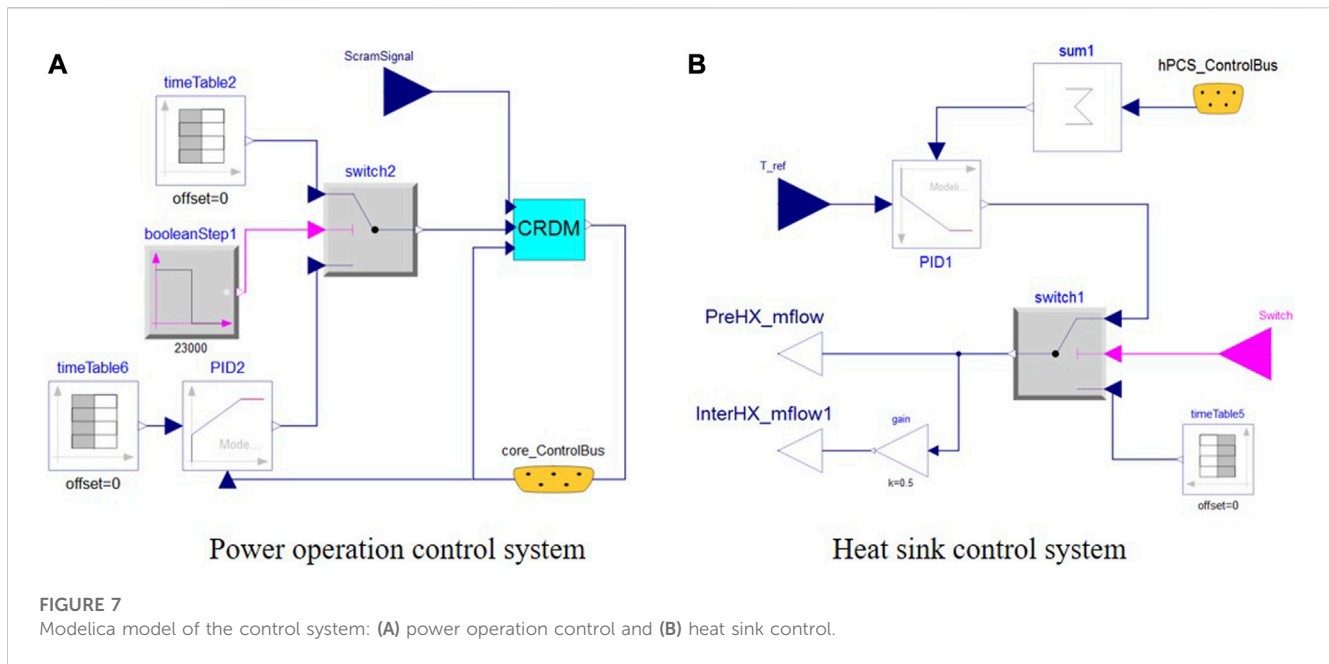 A
ScramSignal
timeTable2
offset=0
switch2
booleanStep1
23000
CRDM
timeTable6
offset=0
PID2
Mode...
core_ControlBus
Power operation control system
B
sum1
hPCS_ControlBus
T_ref
Modeli...
PID1
switch1
Switch
PreHX_mflow
InterHX_mflow1
gain
k=0.5
timeTable5
offset=0
Heat sink control system
FIGURE 7
Modelica model of the control system: (A) power operation control and (B) heat sink control.